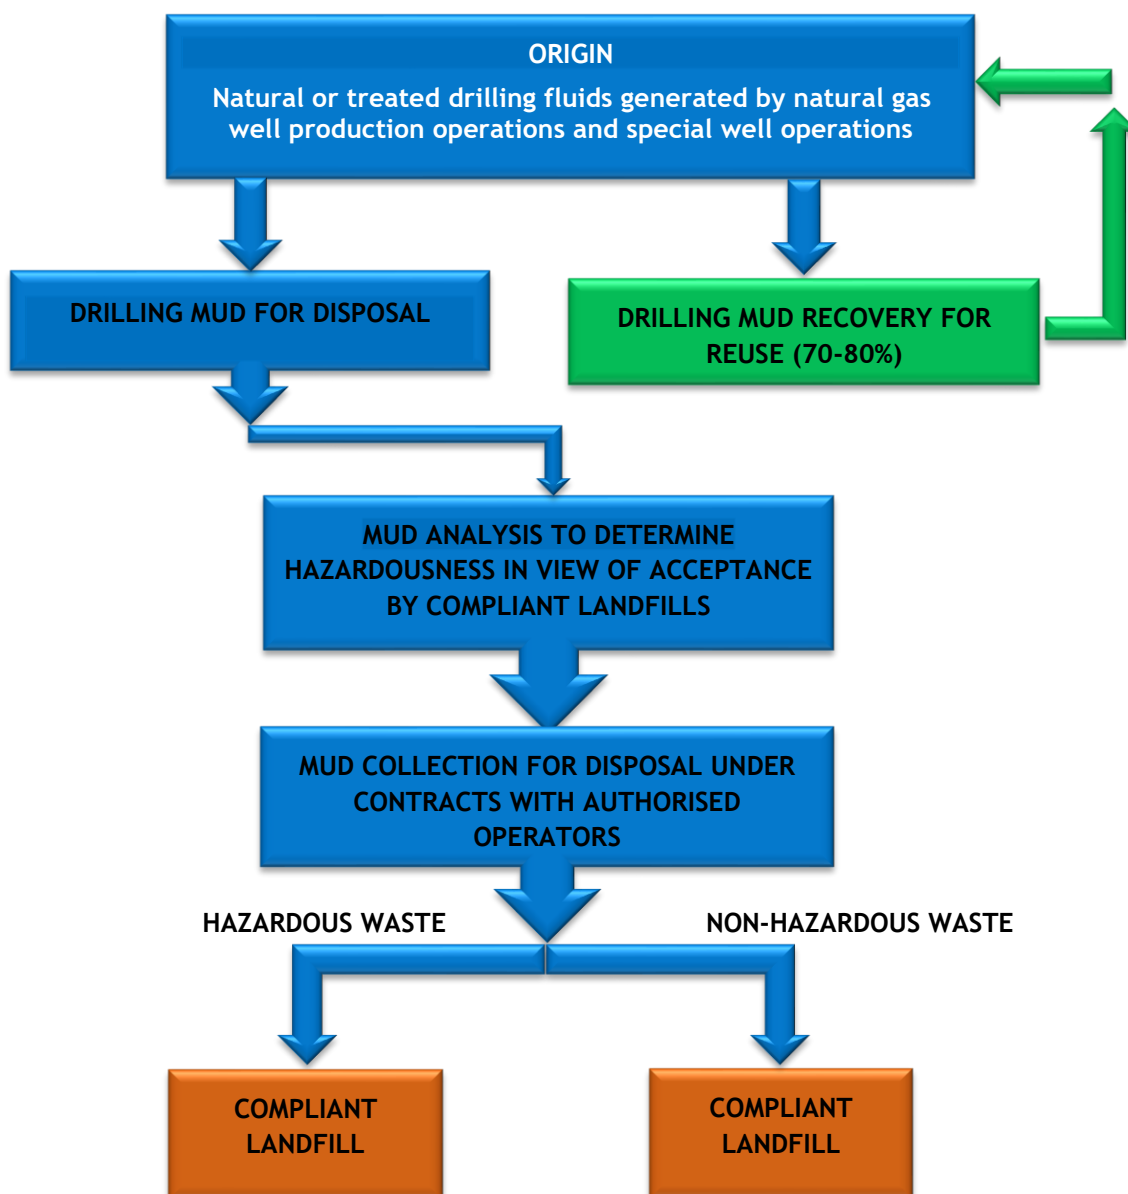 ORIGIN
Natural or treated drilling fluids generated by natural gas
well production operations and special well operations
DRILLING MUD FOR DISPOSAL
DRILLING MUD RECOVERY FOR
REUSE (70-80%)
MUD ANALYSIS TO DETERMINE
HAZARDOUSNESS IN VIEW OF ACCEPTANCE
BY COMPLIANT LANDFILLS
MUD COLLECTION FOR DISPOSAL UNDER
CONTRACTS WITH AUTHORISED
OPERATORS
HAZARDOUS WASTE
NON-HAZARDOUS WASTE
COMPLIANT
LANDFILL
COMPLIANT
LANDFILL